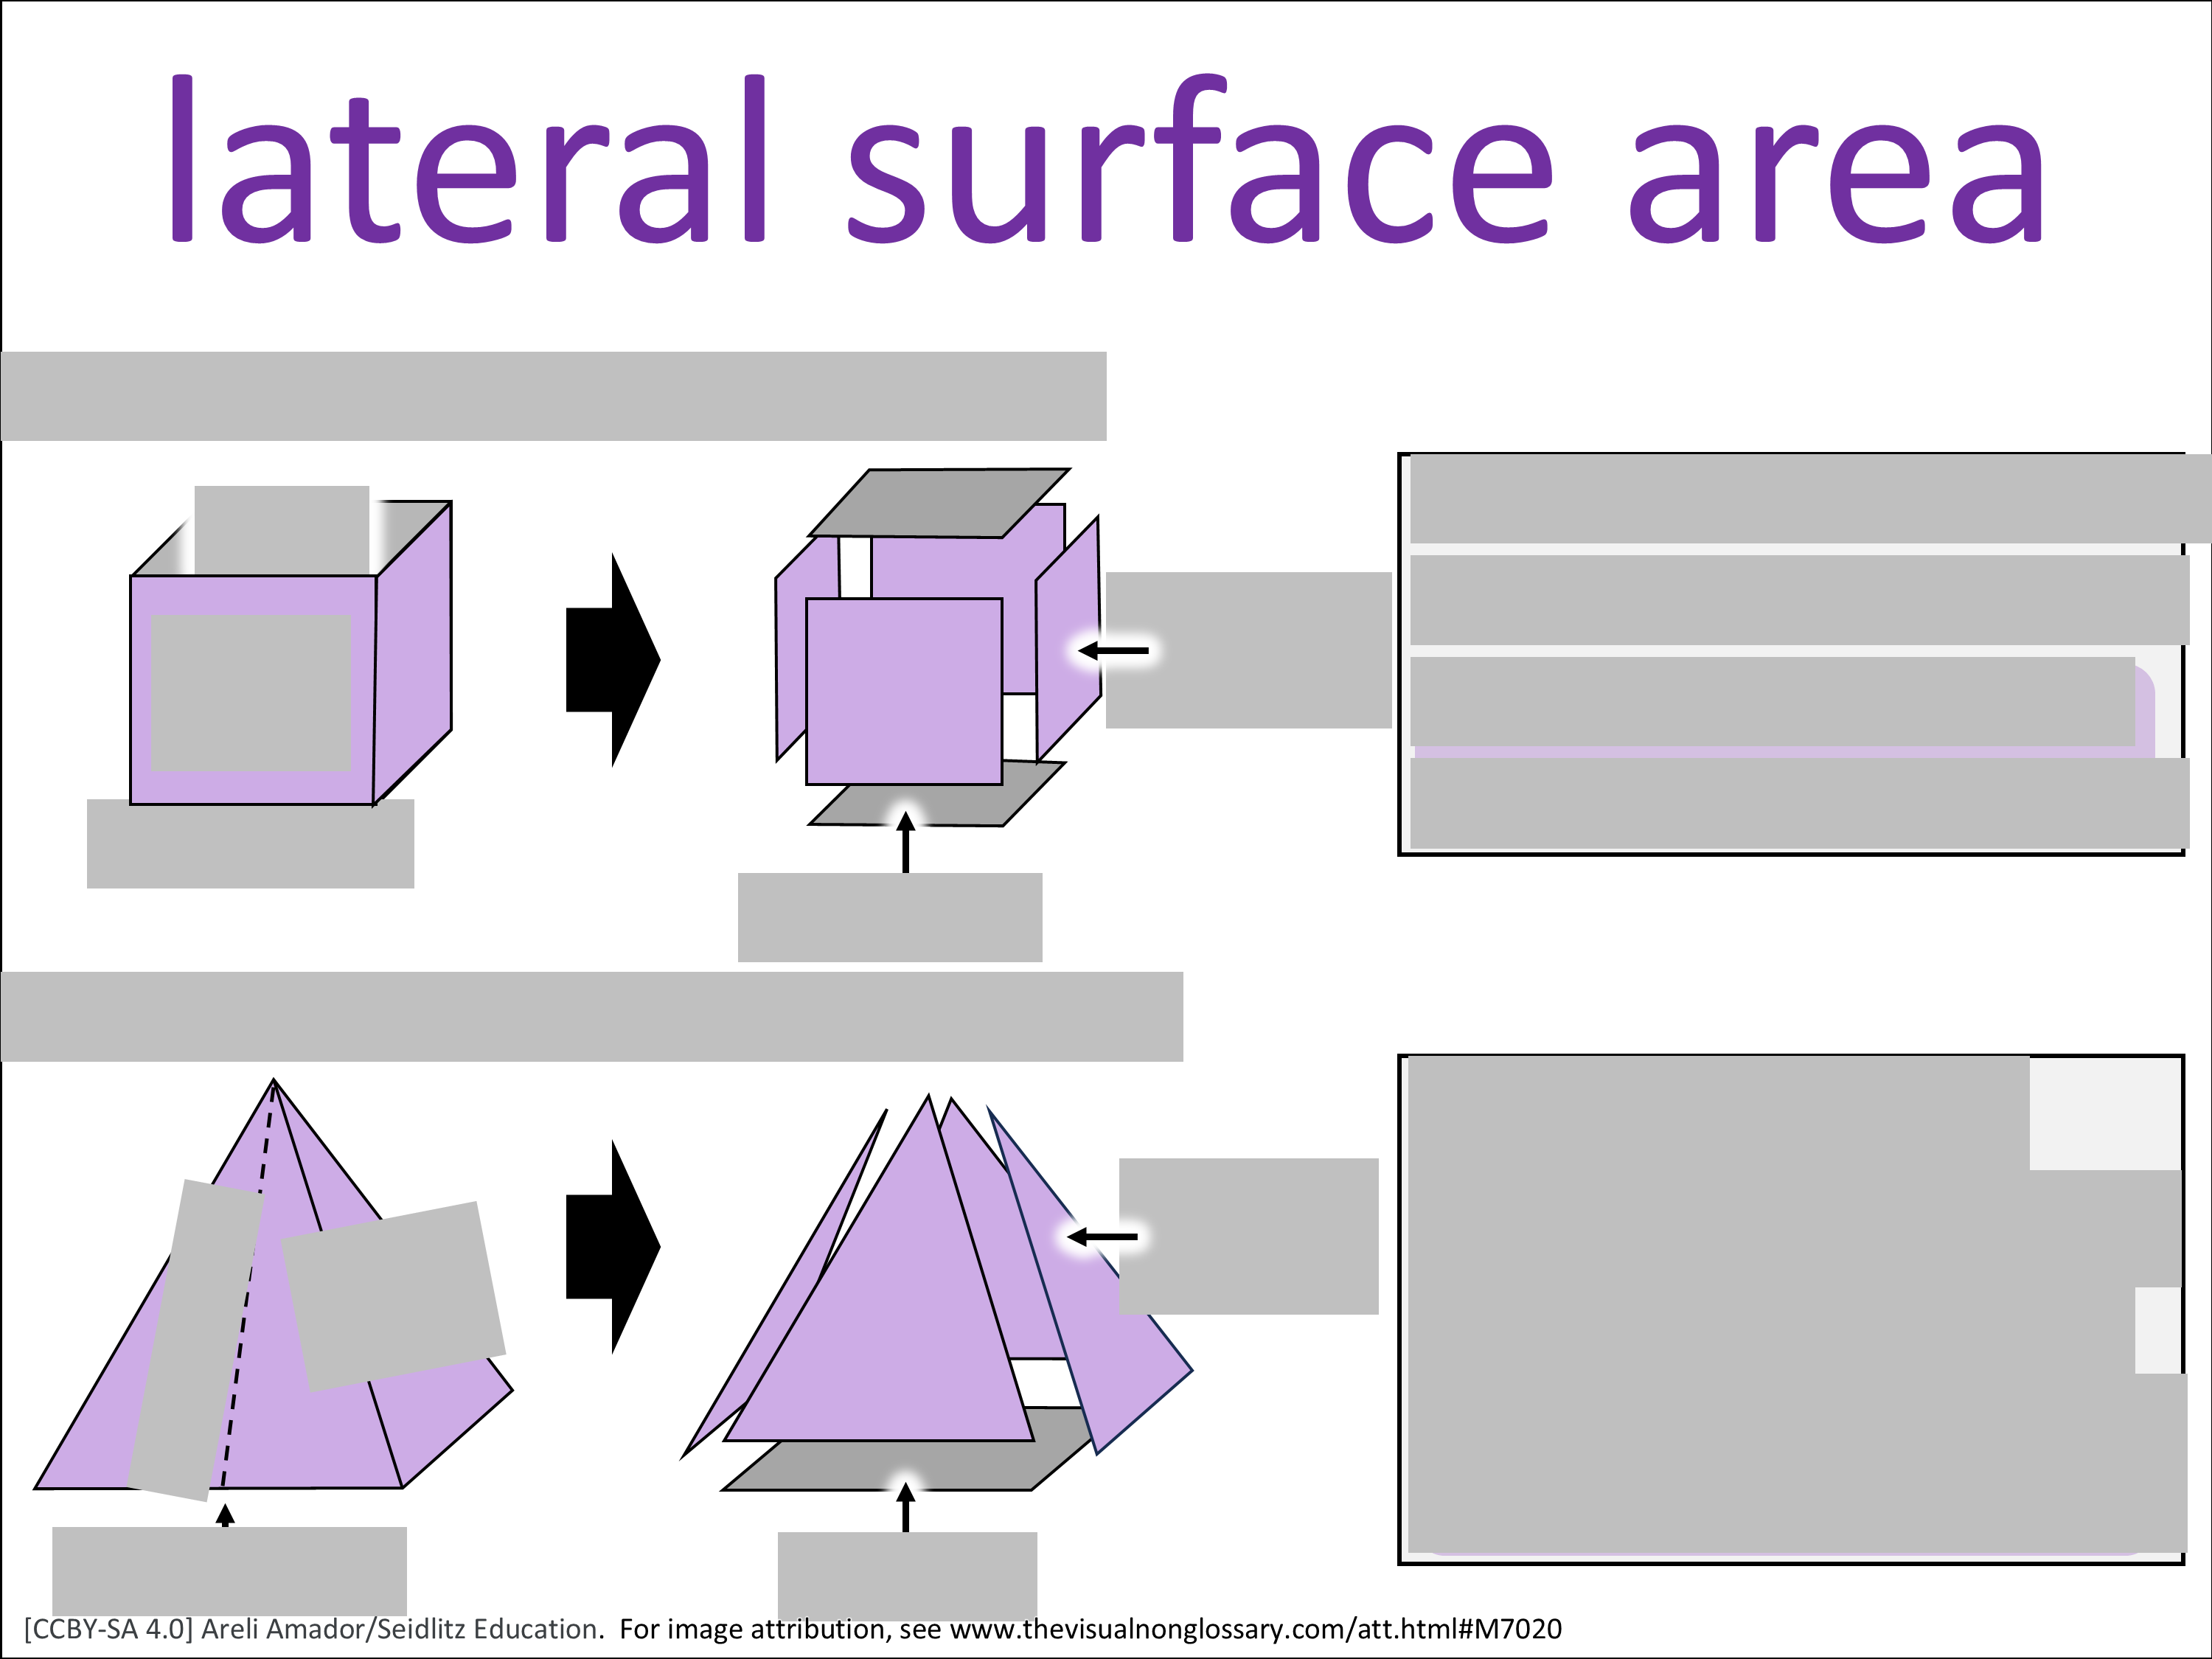 lateral surface area
[CCBY-SA 4.0] Areli Amador/Seidlitz Education.  For image attribution, see www.thevisualnonglossary.com/att.html#M7020